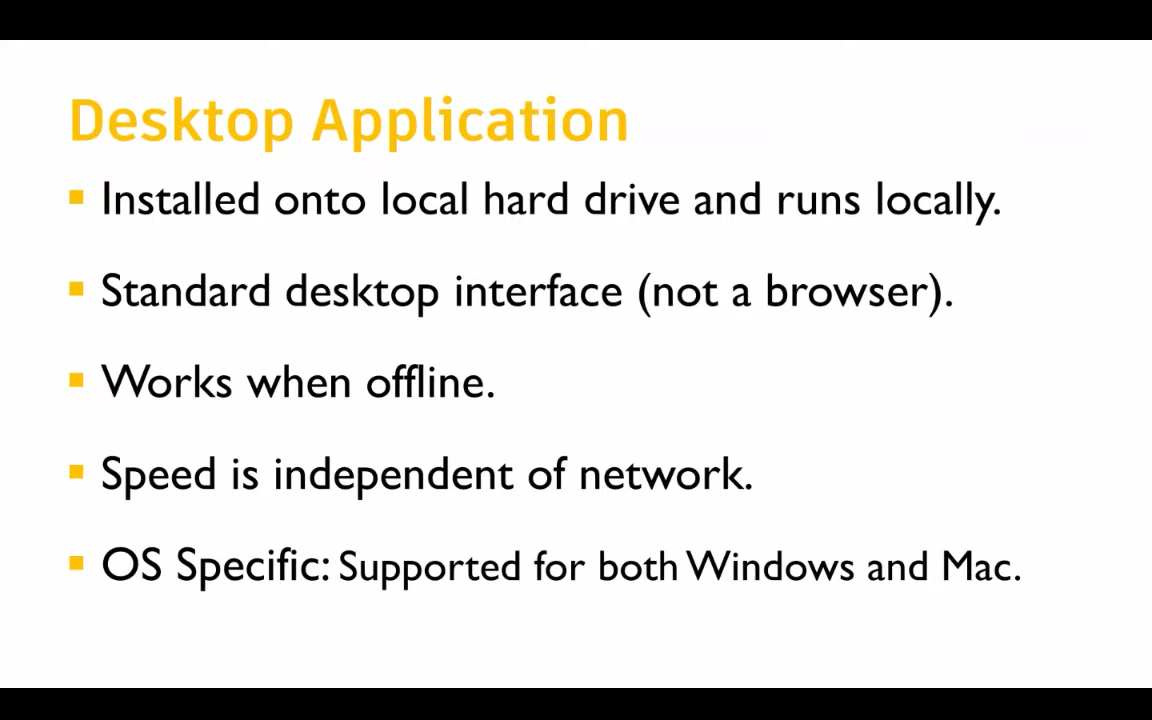 Desktop Application
▪ Installed onto local hard drive and runs locally.
▪ Standard desktop interface (not a browser).
▪ Works when offline.
▪ Speed is independent of network.
▪ OS Specific: Supported for both Windows and Mac.